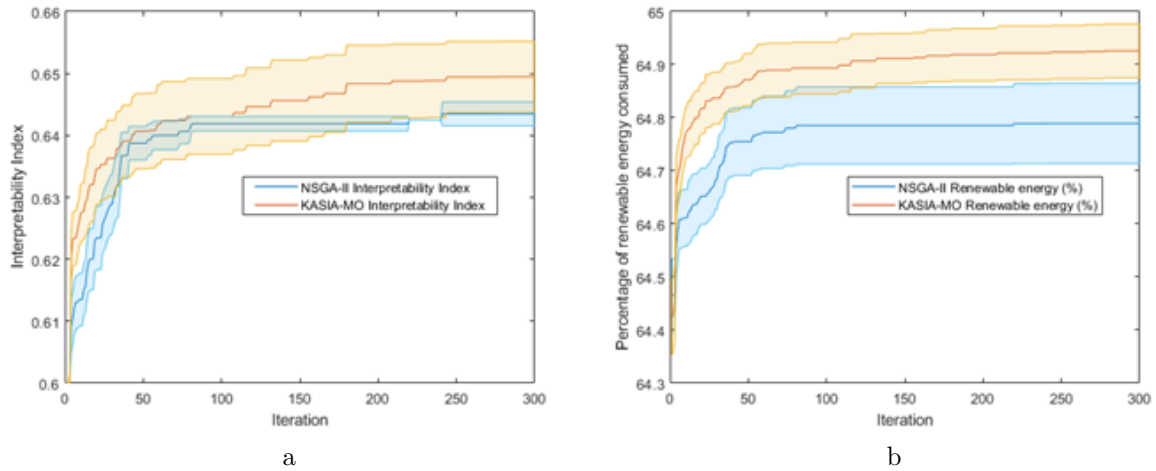 0.66
0.65
0.64
0.63
0.62
0.61
0.6
Interpretability Index
NSGA-II Interpretability Index
KASIA-MO Interpretability Index
0 50 100 150 200 250 300
Iteration
a
65
64.9
64.8
64.7
64.6
64.5
64.4
64.3
Percentage of renewable energy consumed
NSGA-II Renewable energy (%)
KASIA-MO Renewable energy (%)
0 50 100 150 200 250 300
Iteration
b